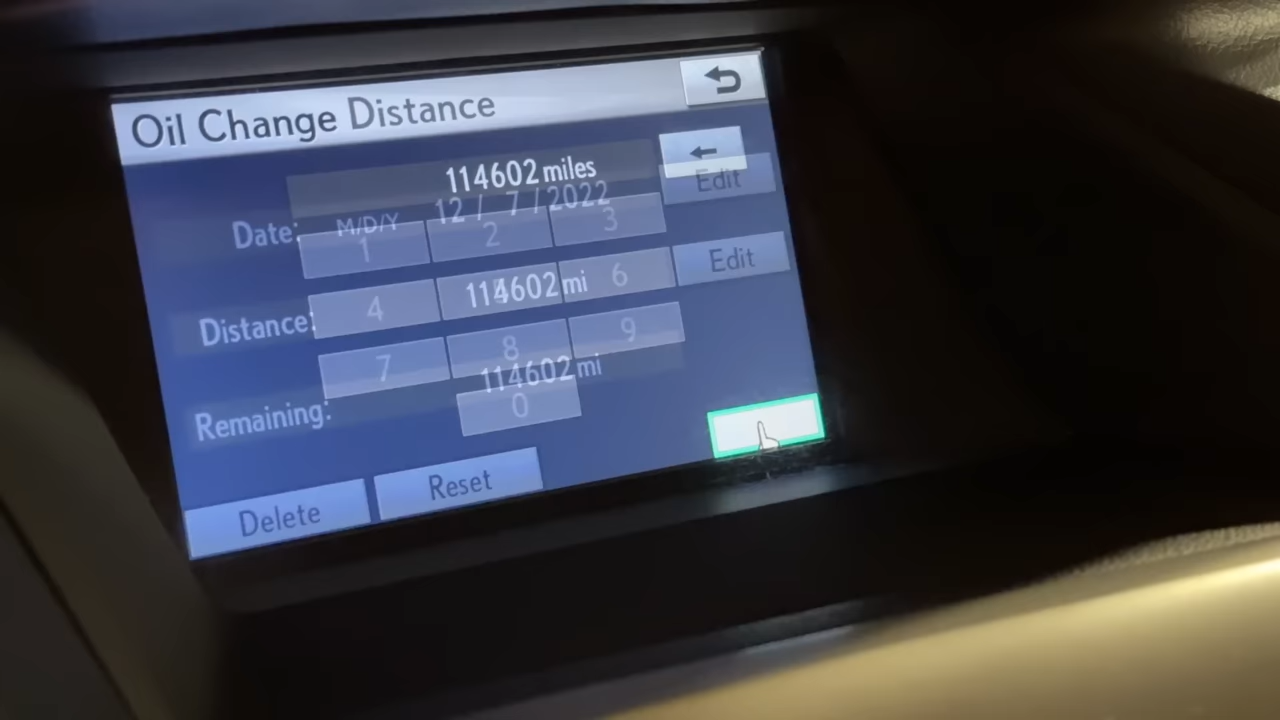 Oil Change Distance
114602 miles
Edit
Date: M/D/Y 12 / 7 / 2022
1 2 3
Distance: 114602 mi Edit
4 6
7 8 9
Remaining: 114602 mi
0
Delete Reset